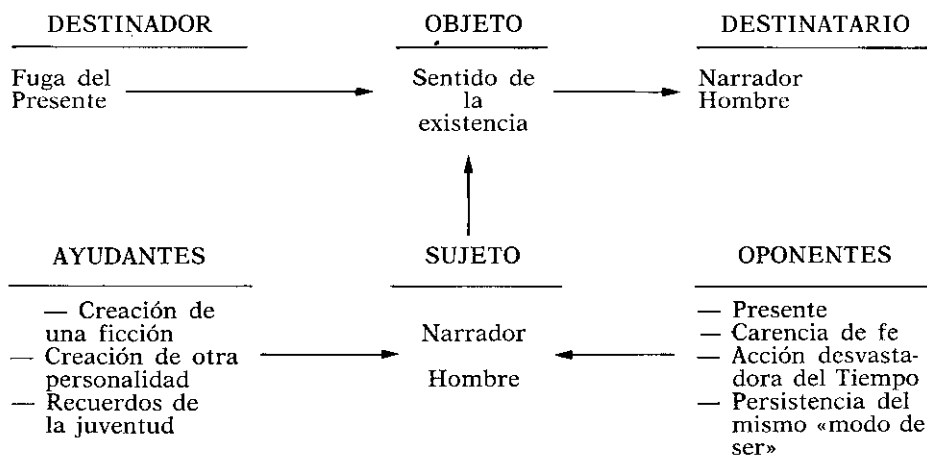 DESTINADOR
OBJETO
DESTINATARIO
Fuga del
Presente
Sentido de
la
existencia
Narrador
Hombre
AYUDANTES
SUJETO
OPONENTES
— Creación de
una ficción
— Creación de otra
personalidad
— Recuerdos de
la juventud
Narrador
Hombre
— Presente
— Carencia de fe
— Acción desvasta-
dora del Tiempo
— Persistencia del
mismo «modo de
ser»